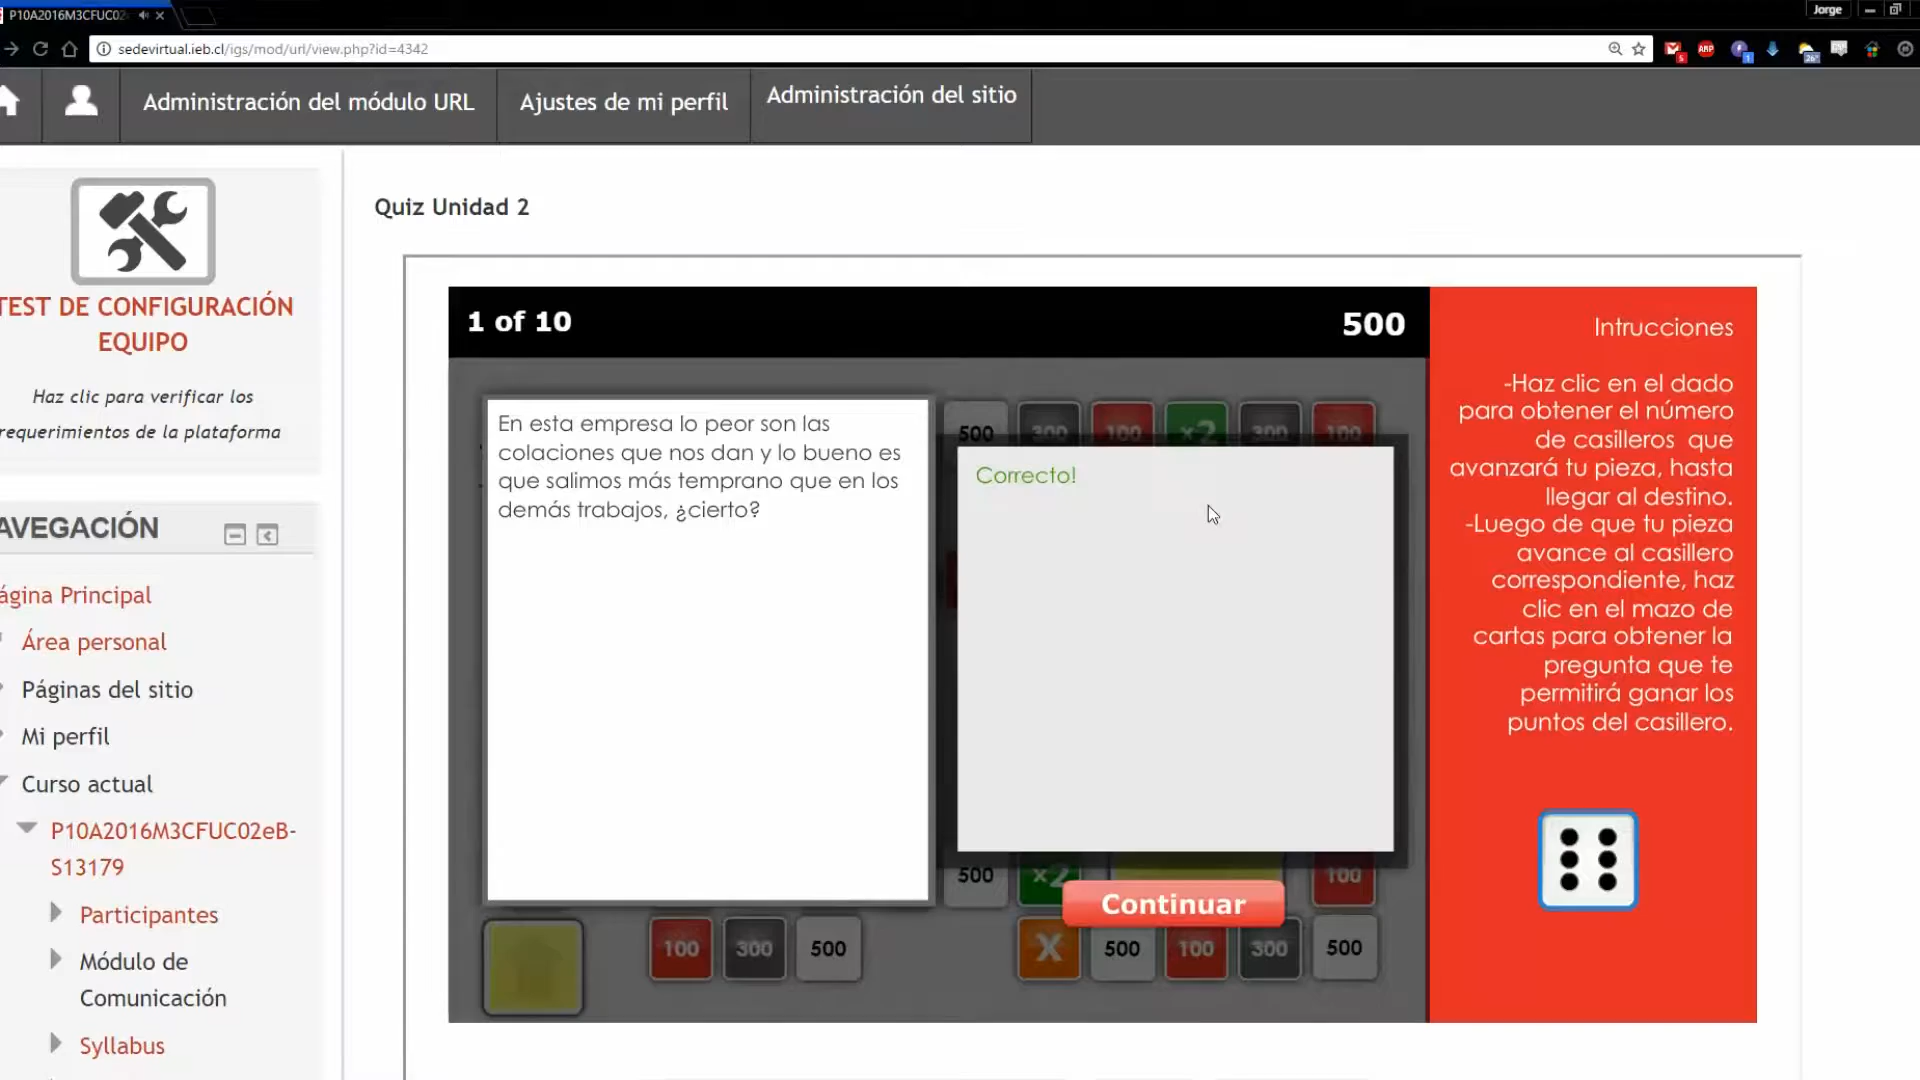 P10A2016M3CFUC02
Jorge
sedevirtual.ieb.cl/igs/mod/url/view.php?id=4342
Administración del módulo URL
Ajustes de mi perfil
Administración del sitio
TEST DE CONFIGURACIÓN
EQUIPO
Haz clic para verificar los
requerimientos de la plataforma
AVEGACIÓN
ágina Principal
Área personal
Páginas del sitio
Mi perfil
Curso actual
P10A2016M3CFUC02eB-
S13179
Participantes
Módulo de
Comunicación
Syllabus
Quiz Unidad 2
1 of 10
500
En esta empresa lo peor son las
colaciones que nos dan y lo bueno es
que salimos más temprano que en los
demás trabajos, ¿cierto?
500 300 100 x2 300 100
Correcto!
500 x2 100
Continuar
100 300 500 X 500 100 300 500
Intrucciones
-Haz clic en el dado
para obtener el número
de casilleros que
avanzará tu pieza, hasta
llegar al destino.
-Luego de que tu pieza
avance al casillero
correspondiente, haz
clic en el mazo de
cartas para obtener la
pregunta que te
permitirá ganar los
puntos del casillero.